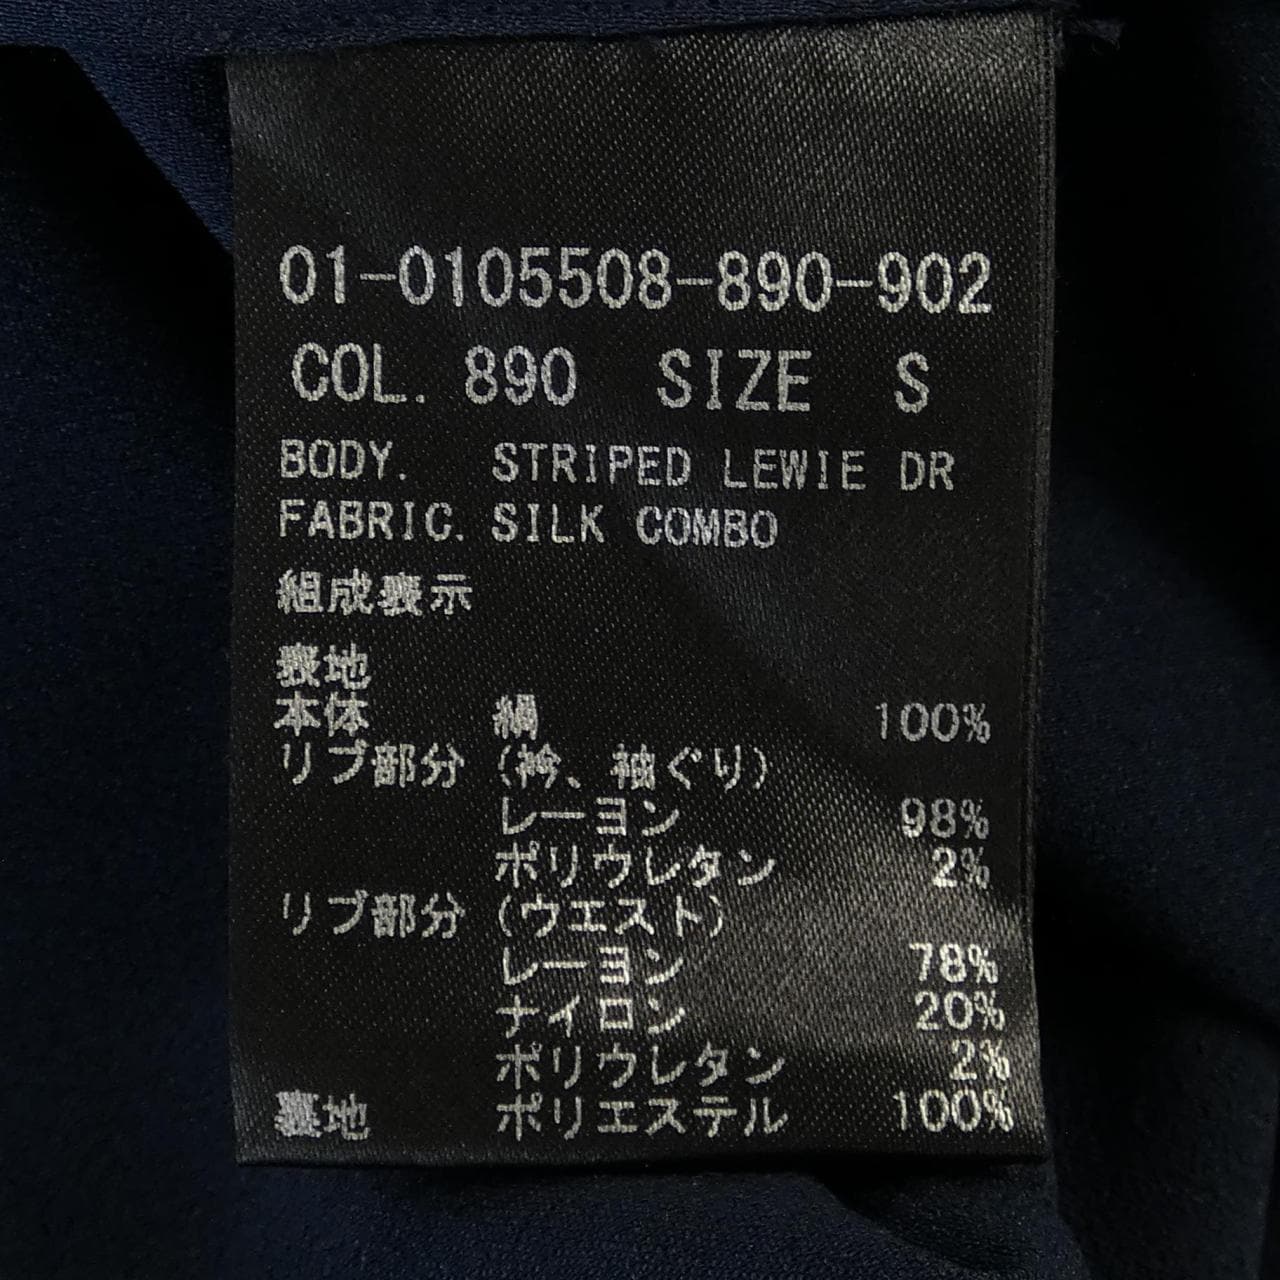 01-0105508-890-902
COL. 890 SIZE S
BODY. STRIPED LEWIE DR
FABRIC. SILK COMBO
組成表示
表地
本体 絹 100%
リブ部分 (衿、袖ぐり)
レーヨン 98%
ポリウレタン 2%
リブ部分 (ウエスト)
レーヨン 78%
ナイロン 20%
ポリウレタン 2%
裏地 ポリエステル 100%